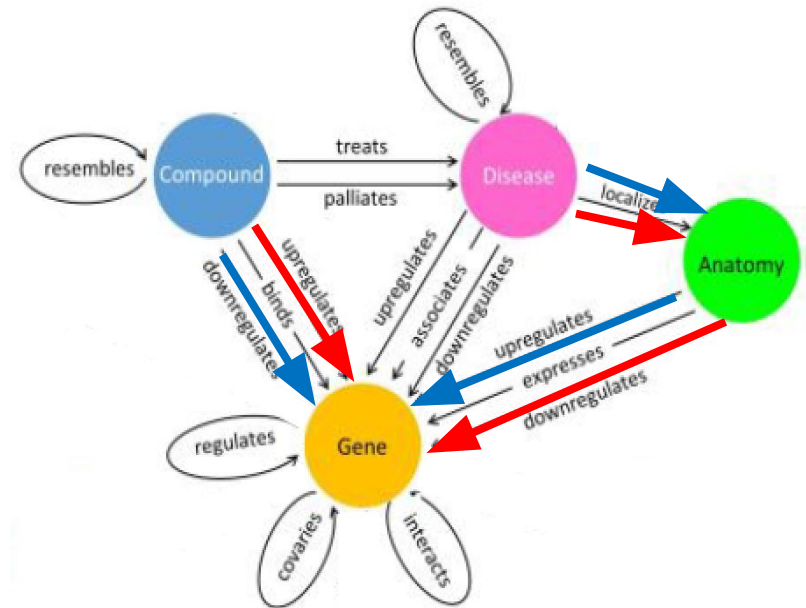 resembles
resembles
Compound
treats
palliates
Disease
localize
Anatomy
upregulates
binds
downregulates
upregulates
associates
downregulates
upregulates
expresses
downregulates
Gene
regulates
covaries
interacts